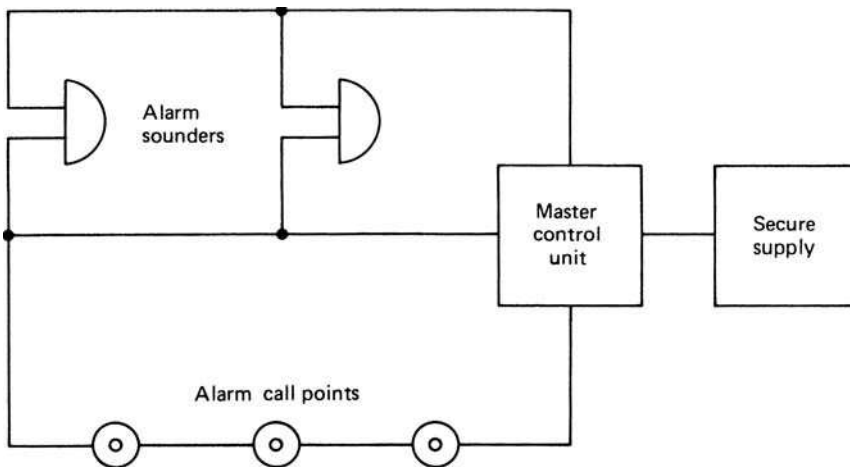 Alarm
sounders
Master
control
unit
Secure
supply
Alarm call points